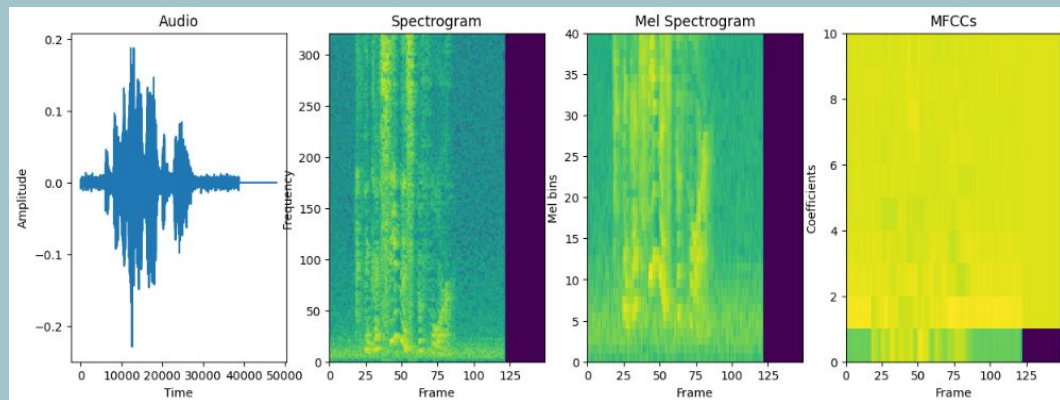 Audio
0.2
0.1
0.0
−0.1
−0.2
Amplitude
0 10000 20000 30000 40000 50000
Time
Spectrogram
300
250
200
150
100
50
0
Frequency
0 25 50 75 100 125
Frame
Mel Spectrogram
40
35
30
25
20
15
10
5
0
Mel bins
0 25 50 75 100 125
Frame
MFCCs
10
8
6
4
2
0
Coefficients
0 25 50 75 100 125
Frame